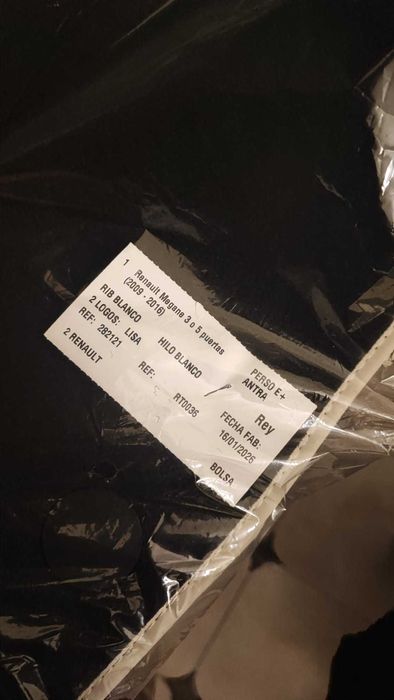 1 Renault Megane 3 o 5 puertas
(2009 - 2016)
PERSO E+
RIB BLANCO
ANTRA
2 LOGOS: LISA HILO BLANCO
Rey
REF: 282121
REF: RT0036
FECHA FAB:
16/01/2026
2 RENAULT
BOLSA